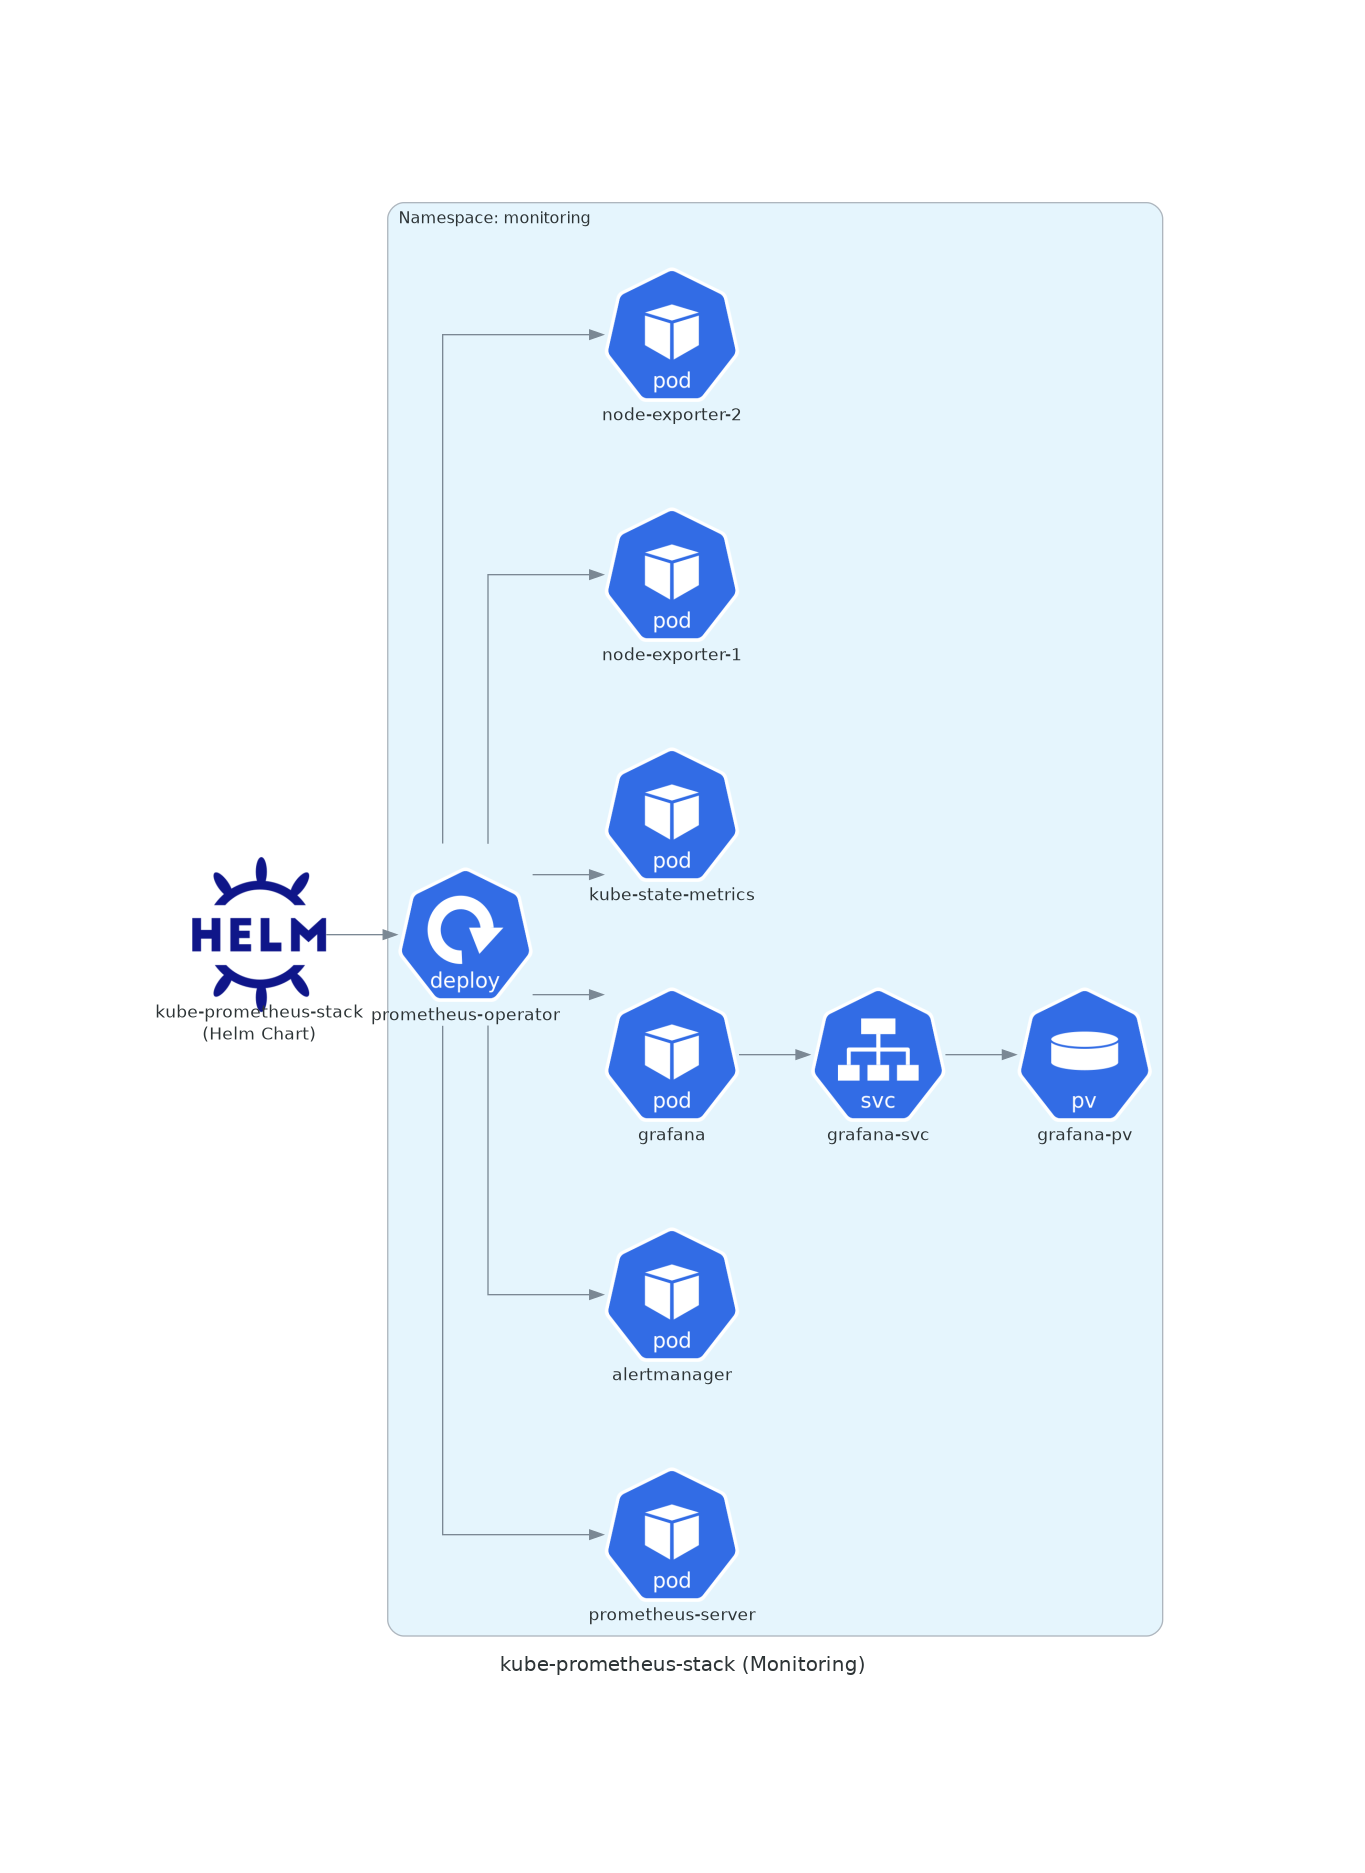 Namespace: monitoring
pod
node-exporter-2
pod
node-exporter-1
pod
kube-state-metrics
HELM
kube-prometheus-stack
(Helm Chart)
deploy
prometheus-operator
pod
grafana
svc
grafana-svc
pv
grafana-pv
pod
alertmanager
pod
prometheus-server
kube-prometheus-stack (Monitoring)